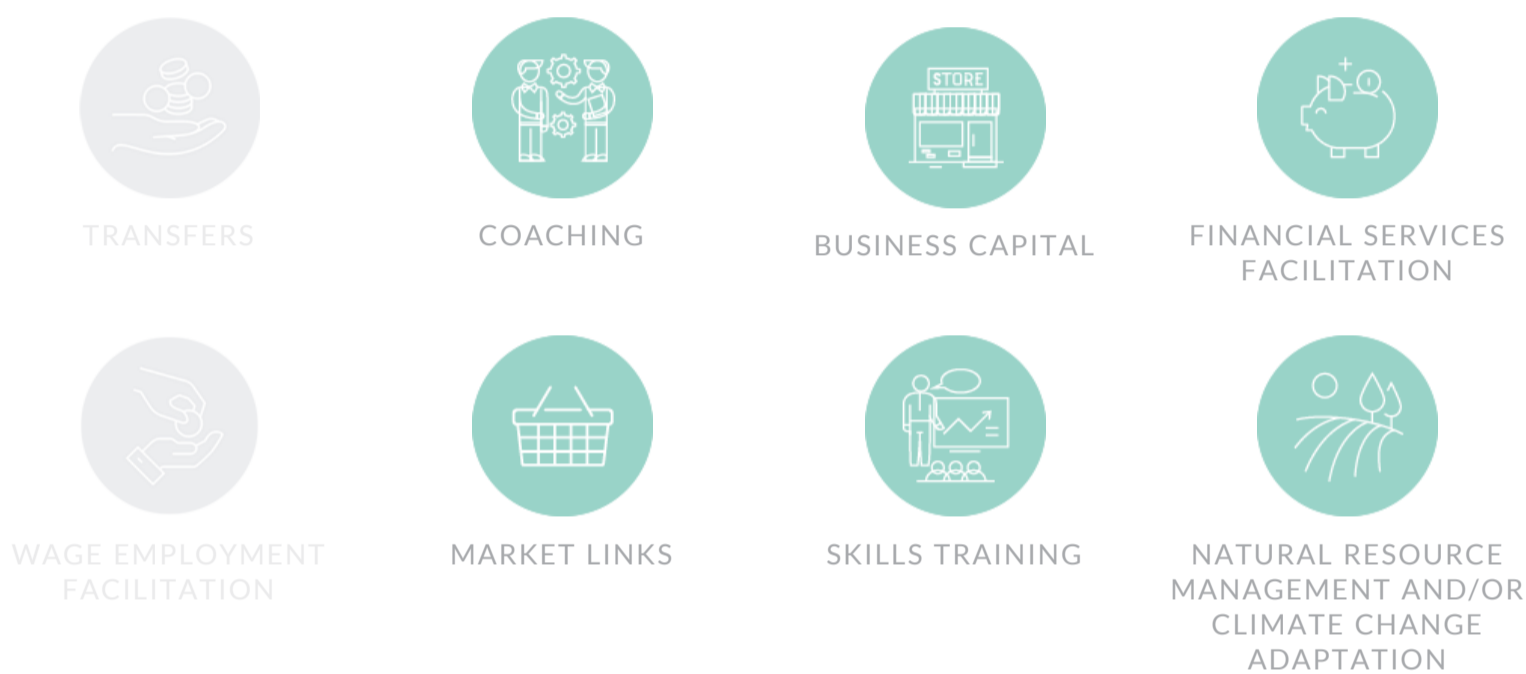 TRANSFERS
COACHING
STORE
BUSINESS CAPITAL
FINANCIAL SERVICES
FACILITATION
WAGE EMPLOYMENT
FACILITATION
MARKET LINKS
SKILLS TRAINING
NATURAL RESOURCE
MANAGEMENT AND/OR
CLIMATE CHANGE
ADAPTATION